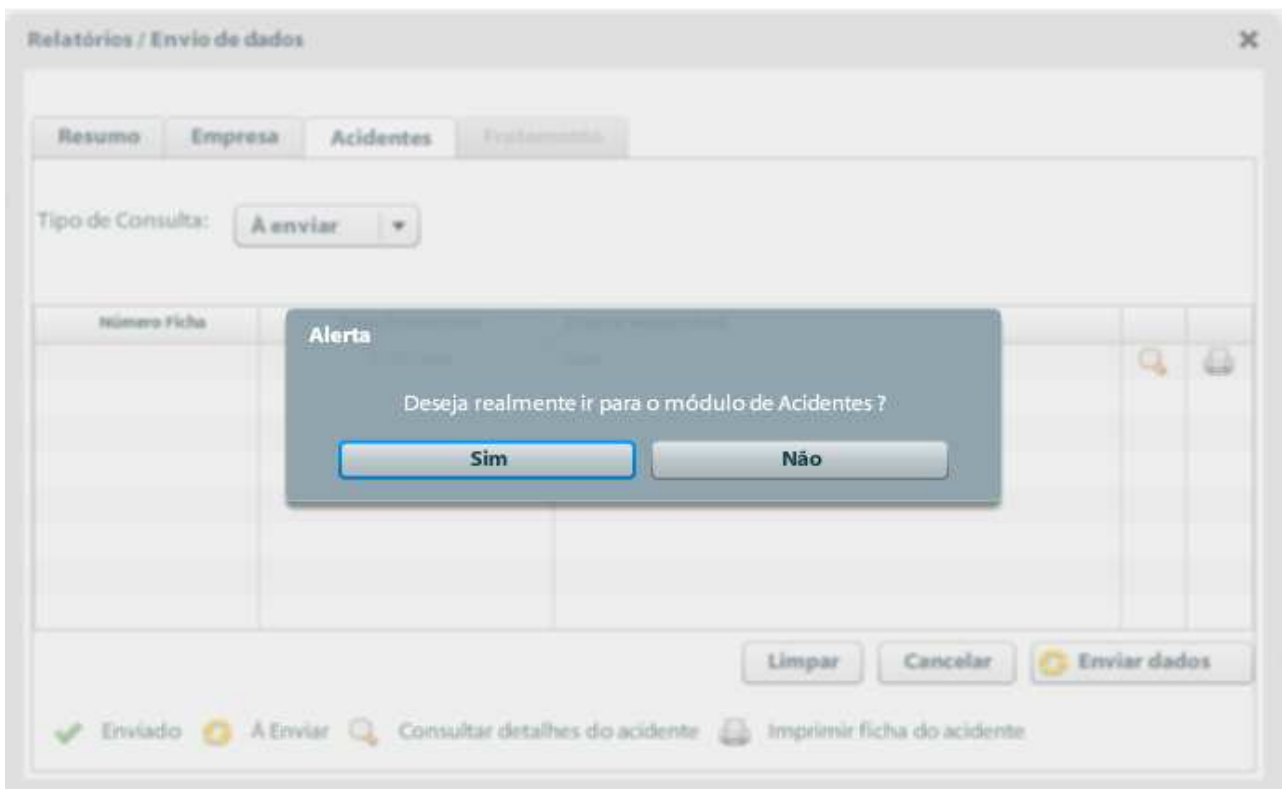 Relatórios / Envio de dados
Resumo Empresa Acidentes
Tipo de Consulta: À enviar
Número Ficha
Alerta
Deseja realmente ir para o módulo de Acidentes ?
Sim Não
Limpar Cancelar Enviar dados
Enviado À Enviar Consultar detalhes do acidente Imprimir ficha do acidente